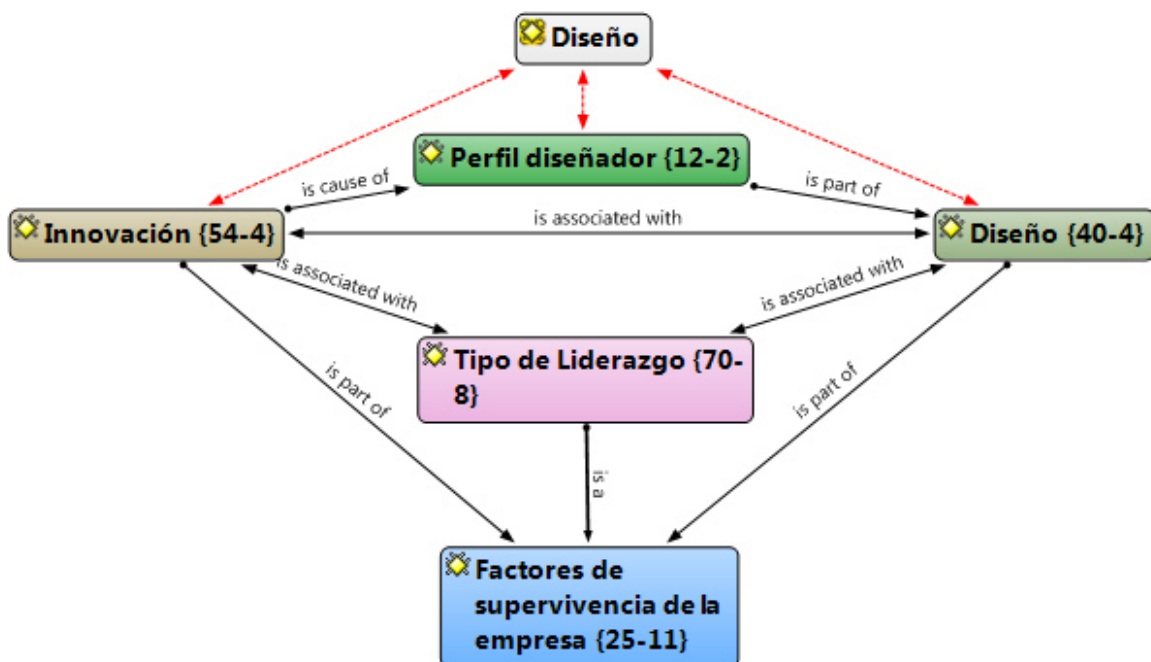 Diseño
Perfil diseñador {12-2}
is cause of
is part of
is associated with
Innovación {54-4}
Diseño {40-4}
is associated with
is associated with
Tipo de Liderazgo {70-
8}
is part of
is part of
is a
Factores de
supervivencia de la
empresa {25-11}